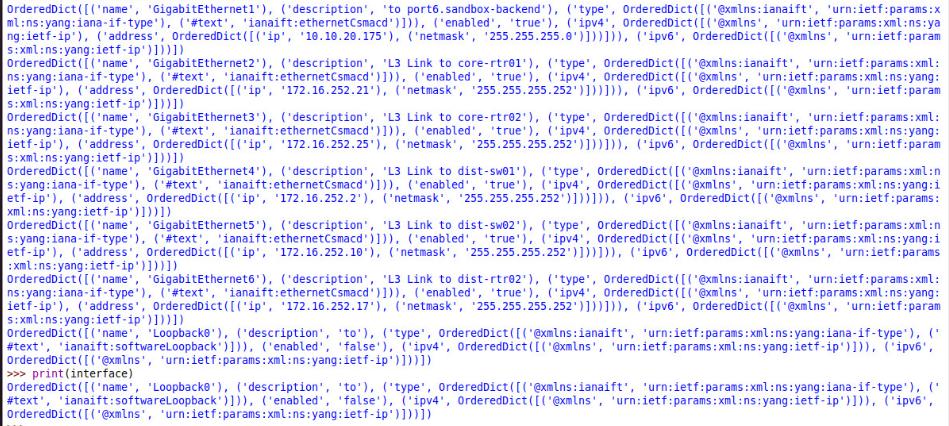 OrderedDict([('name', 'GigabitEthernet1'), ('description', 'to port6.sandbox-backend'), ('type', OrderedDict([('@xmlns:ianaift', 'urn:ietf:params:x
ml:ns:yang:iana-if-type'), ('#text', 'ianaift:ethernetCsmacd')])), ('enabled', 'true'), ('ipv4', OrderedDict([('@xmlns', 'urn:ietf:params:xml:ns:ya
ng:ietf-ip'), ('address', OrderedDict([('ip', '10.10.20.175'), ('netmask', '255.255.255.0')]))])), ('ipv6', OrderedDict([('@xmlns', 'urn:ietf:param
s:xml:ns:yang:ietf-ip')]))])
OrderedDict([('name', 'GigabitEthernet2'), ('description', 'L3 Link to core-rtr01'), ('type', OrderedDict([('@xmlns:ianaift', 'urn:ietf:params:xml:
ns:yang:iana-if-type'), ('#text', 'ianaift:ethernetCsmacd')])), ('enabled', 'true'), ('ipv4', OrderedDict([('@xmlns', 'urn:ietf:params:xml:ns:yang:
ietf-ip'), ('address', OrderedDict([('ip', '172.16.252.21'), ('netmask', '255.255.255.252')]))])), ('ipv6', OrderedDict([('@xmlns', 'urn:ietf:param
s:xml:ns:yang:ietf-ip')]))])
OrderedDict([('name', 'GigabitEthernet3'), ('description', 'L3 Link to core-rtr02'), ('type', OrderedDict([('@xmlns:ianaift', 'urn:ietf:params:xml:
ns:yang:iana-if-type'), ('#text', 'ianaift:ethernetCsmacd')])), ('enabled', 'true'), ('ipv4', OrderedDict([('@xmlns', 'urn:ietf:params:xml:ns:yang:
ietf-ip'), ('address', OrderedDict([('ip', '172.16.252.25'), ('netmask', '255.255.255.252')]))])), ('ipv6', OrderedDict([('@xmlns', 'urn:ietf:param
s:xml:ns:yang:ietf-ip')]))])
OrderedDict([('name', 'GigabitEthernet4'), ('description', 'L3 Link to dist-sw01'), ('type', OrderedDict([('@xmlns:ianaift', 'urn:ietf:params:xml:n
s:yang:iana-if-type'), ('#text', 'ianaift:ethernetCsmacd')])), ('enabled', 'true'), ('ipv4', OrderedDict([('@xmlns', 'urn:ietf:params:xml:ns:yang:i
etf-ip'), ('address', OrderedDict([('ip', '172.16.252.2'), ('netmask', '255.255.255.252')]))])), ('ipv6', OrderedDict([('@xmlns', 'urn:ietf:params:
xml:ns:yang:ietf-ip')]))])
OrderedDict([('name', 'GigabitEthernet5'), ('description', 'L3 Link to dist-sw02'), ('type', OrderedDict([('@xmlns:ianaift', 'urn:ietf:params:xml:n
s:yang:iana-if-type'), ('#text', 'ianaift:ethernetCsmacd')])), ('enabled', 'true'), ('ipv4', OrderedDict([('@xmlns', 'urn:ietf:params:xml:ns:yang:i
etf-ip'), ('address', OrderedDict([('ip', '172.16.252.10'), ('netmask', '255.255.255.252')]))])), ('ipv6', OrderedDict([('@xmlns', 'urn:ietf:params
:xml:ns:yang:ietf-ip')]))])
OrderedDict([('name', 'GigabitEthernet6'), ('description', 'L3 Link to dist-rtr02'), ('type', OrderedDict([('@xmlns:ianaift', 'urn:ietf:params:xml:
ns:yang:iana-if-type'), ('#text', 'ianaift:ethernetCsmacd')])), ('enabled', 'true'), ('ipv4', OrderedDict([('@xmlns', 'urn:ietf:params:xml:ns:yang:
ietf-ip'), ('address', OrderedDict([('ip', '172.16.252.17'), ('netmask', '255.255.255.252')]))])), ('ipv6', OrderedDict([('@xmlns', 'urn:ietf:param
s:xml:ns:yang:ietf-ip')]))])
OrderedDict([('name', 'Loopback0'), ('description', 'to'), ('type', OrderedDict([('@xmlns:ianaift', 'urn:ietf:params:xml:ns:yang:iana-if-type'), ('
#text', 'ianaift:softwareLoopback')])), ('enabled', 'false'), ('ipv4', OrderedDict([('@xmlns', 'urn:ietf:params:xml:ns:yang:ietf-ip')])), ('ipv6',
OrderedDict([('@xmlns', 'urn:ietf:params:xml:ns:yang:ietf-ip')]))])
>>> print(interface)
OrderedDict([('name', 'Loopback0'), ('description', 'to'), ('type', OrderedDict([('@xmlns:ianaift', 'urn:ietf:params:xml:ns:yang:iana-if-type'), ('
#text', 'ianaift:softwareLoopback')])), ('enabled', 'false'), ('ipv4', OrderedDict([('@xmlns', 'urn:ietf:params:xml:ns:yang:ietf-ip')])), ('ipv6',
OrderedDict([('@xmlns', 'urn:ietf:params:xml:ns:yang:ietf-ip')]))])
>>>